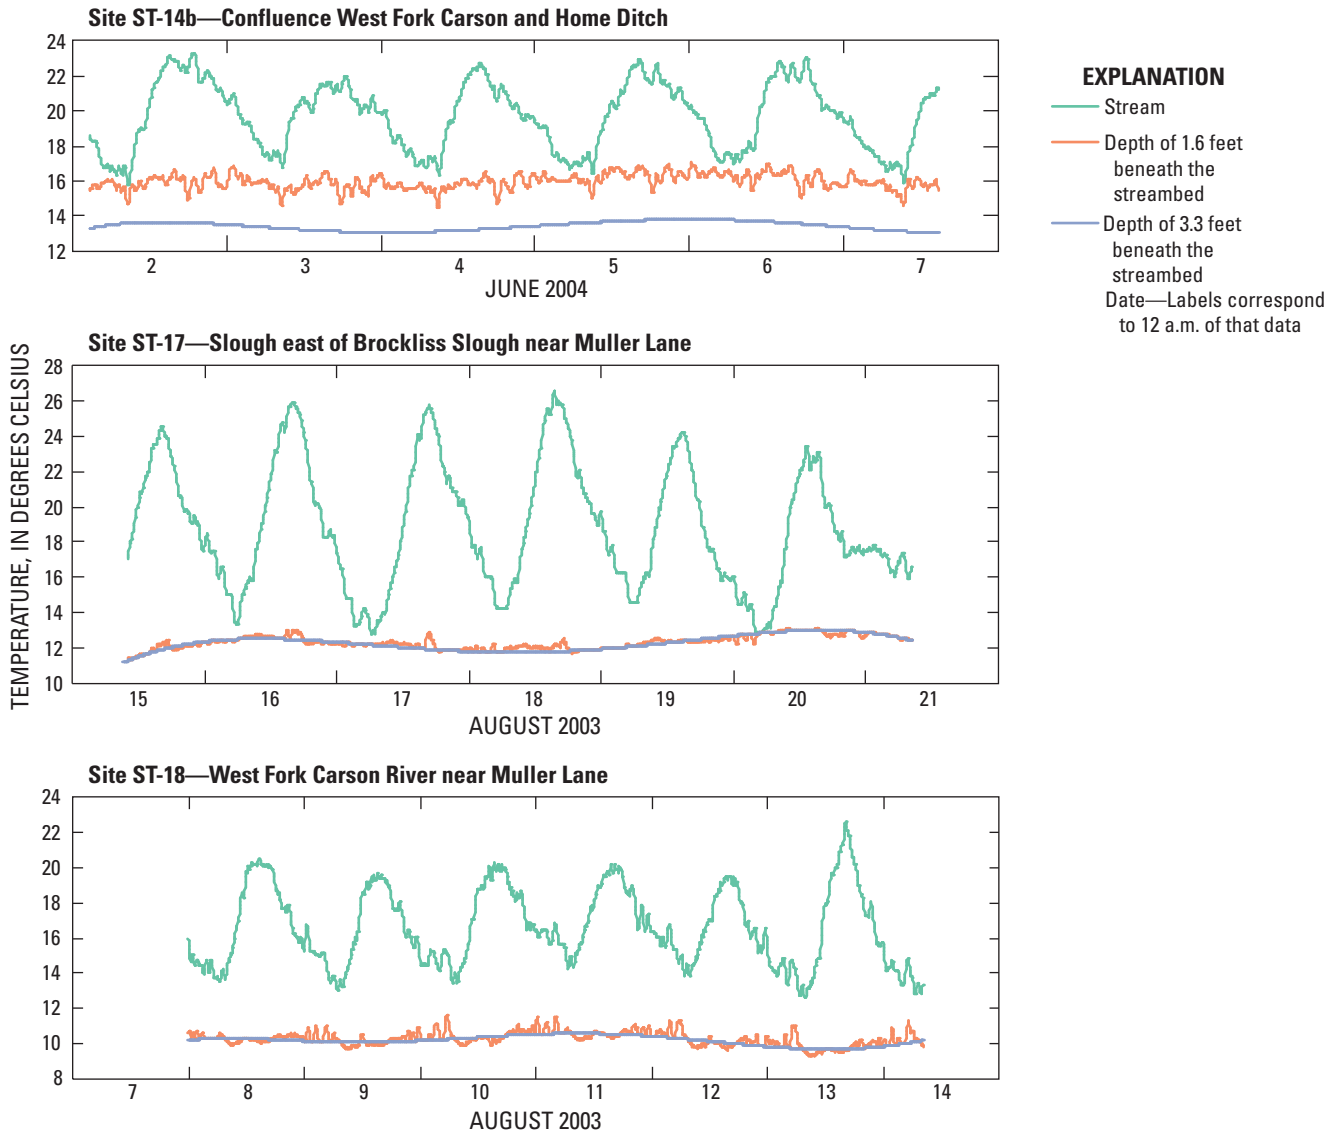 Site ST-14b—Confluence West Fork Carson and Home Ditch
24
22
20
18
16
14
12
2 3 4 5 6 7
JUNE 2004
EXPLANATION
Stream
Depth of 1.6 feet
beneath the
streambed
Depth of 3.3 feet
beneath the
streambed
Date—Labels correspond
to 12 a.m. of that data
TEMPERATURE, IN DEGREES CELSIUS
Site ST-17—Slough east of Brockliss Slough near Muller Lane
28
26
24
22
20
18
16
14
12
10
15 16 17 18 19 20 21
AUGUST 2003
Site ST-18—West Fork Carson River near Muller Lane
24
22
20
18
16
14
12
10
8
7 8 9 10 11 12 13 14
AUGUST 2003